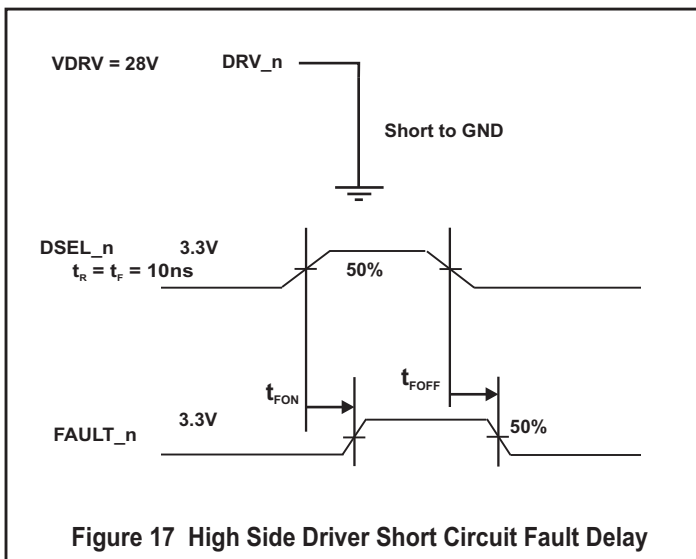 VDRV = 28V DRV_n
Short to GND
DSEL_n 3.3V
tR = tF = 10ns
50%
tFON
tFOFF
3.3V
FAULT_n
50%
Figure 17 High Side Driver Short Circuit Fault Delay